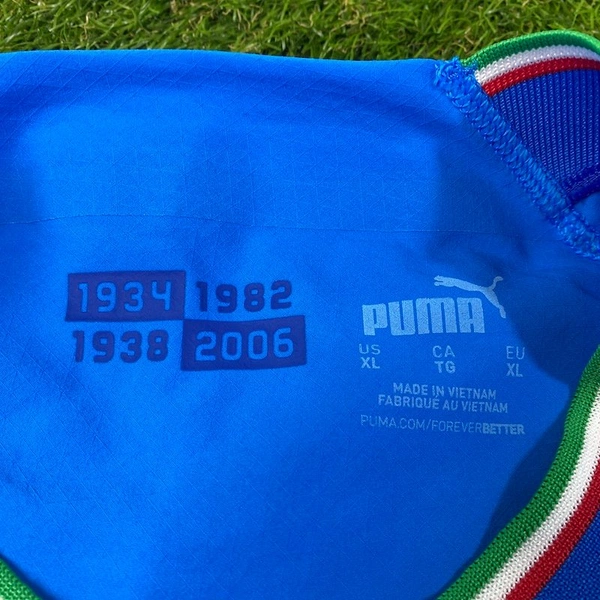 1934 1982
1938 2006
PUMA
US CA EU
XL TG XL
MADE IN VIETNAM
FABRIQUÉ AU VIETNAM
PUMA.COM/FOREVERBETTER